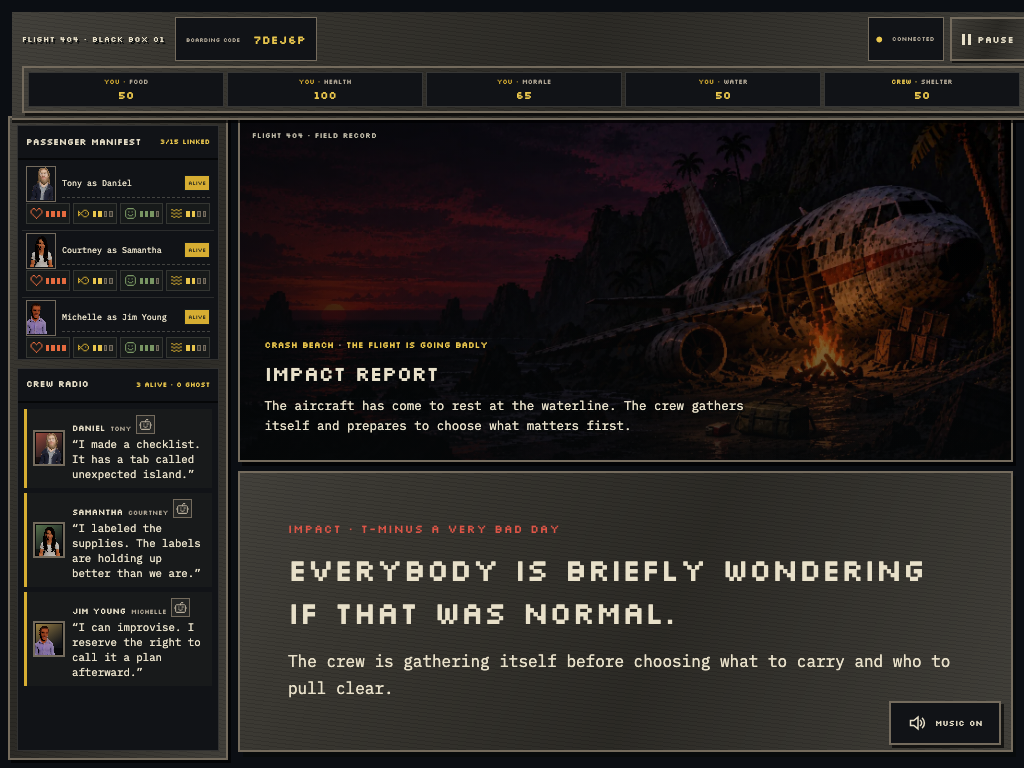 FLIGHT 404 · BLACK BOX 01
BOARDING CODE 7DEJ6P
CONNECTED
PAUSE
YOU · FOOD
50
YOU · HEALTH
100
YOU · MORALE
65
YOU · WATER
50
CREW · SHELTER
50
PASSENGER MANIFEST 3/15 LINKED
Tony as Daniel ALIVE
Courtney as Samantha ALIVE
Michelle as Jim Young ALIVE
CREW RADIO 3 ALIVE · 0 GHOST
DANIEL TONY
“I made a checklist.
It has a tab called
unexpected island.”
SAMANTHA COURTNEY
“I labeled the
supplies. The labels
are holding up
better than we are.”
JIM YOUNG MICHELLE
“I can improvise. I
reserve the right to
call it a plan
afterward.”
FLIGHT 404 · FIELD RECORD
CRASH BEACH · THE FLIGHT IS GOING BADLY
IMPACT REPORT
The aircraft has come to rest at the waterline. The crew gathers
itself and prepares to choose what matters first.
IMPACT · T-MINUS A VERY BAD DAY
EVERYBODY IS BRIEFLY WONDERING
IF THAT WAS NORMAL.
The crew is gathering itself before choosing what to carry and who to
pull clear.
MUSIC ON